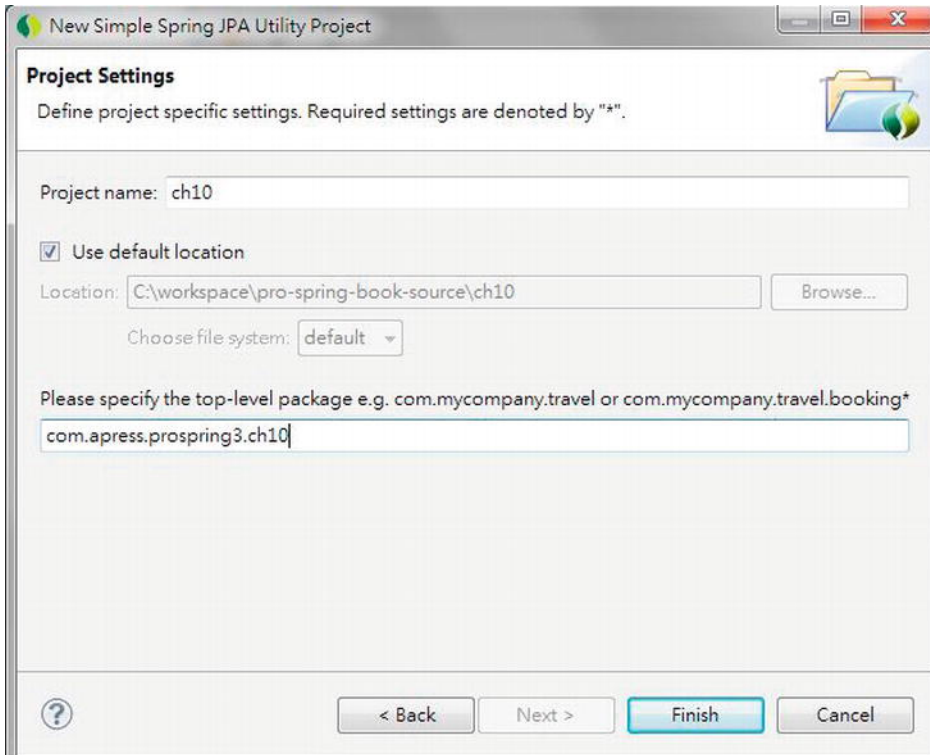 New Simple Spring JPA Utility Project
Project Settings
Define project specific settings. Required settings are denoted by "*".
Project name: ch10
Use default location
Location: C:\workspace\pro-spring-book-source\ch10 Browse...
Choose file system: default
Please specify the top-level package e.g. com.mycompany.travel or com.mycompany.travel.booking*
com.apress.prospring3.ch10
? < Back Next > Finish Cancel